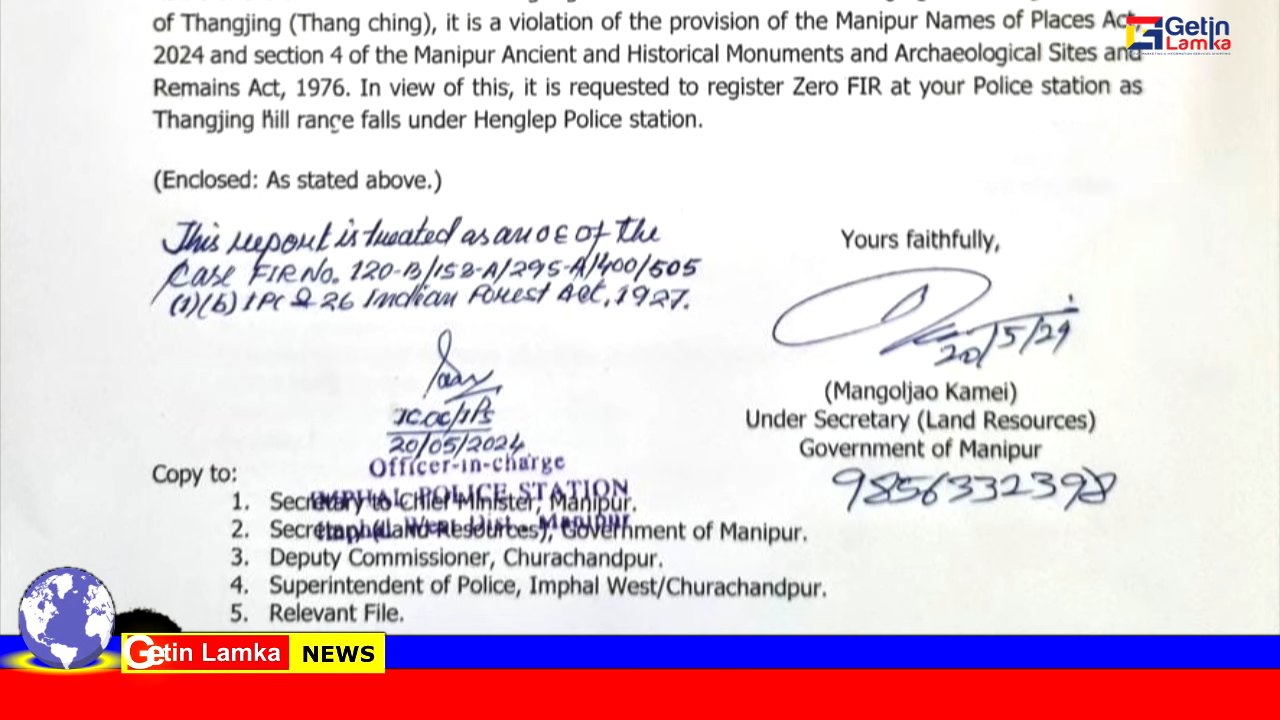 of Thangjing (Thang ching), it is a violation of the provision of the Manipur Names of Places Act,
2024 and section 4 of the Manipur Ancient and Historical Monuments and Archaeological Sites and
Remains Act, 1976. In view of this, it is requested to register Zero FIR at your Police station as
Thangjing hill range falls under Henglep Police station.
(Enclosed: As stated above.)
This report is treated as an O E of the
Case FIR No. 120-B/153-A/295-A/400/505
(1)(b) IPC & 26 Indian Forest Act, 1927.
20/05/2024
Officer-in-charge
IMPHAL POLICE STATION
Imphal West Dist., Manipur
Yours faithfully,
20/5/24
(Mangoljao Kamei)
Under Secretary (Land Resources)
Government of Manipur
9856332398
Copy to:
1. Secretary to Chief Minister, Manipur.
2. Secretary (Land Resources), Government of Manipur.
3. Deputy Commissioner, Churachandpur.
4. Superintendent of Police, Imphal West/Churachandpur.
5. Relevant File.
Getin
Lamka
Getin Lamka NEWS